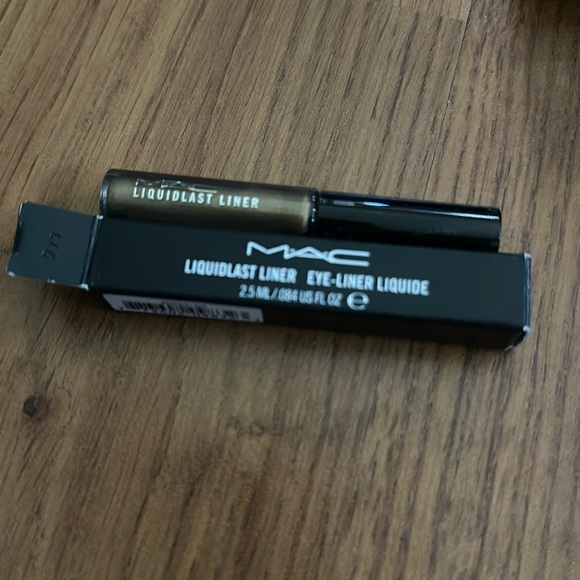 MAC
LIQUIDLAST LINER
MAC
LIQUIDLAST LINER EYE-LINER LIQUIDE
2.5 ML / .084 US FL OZ e